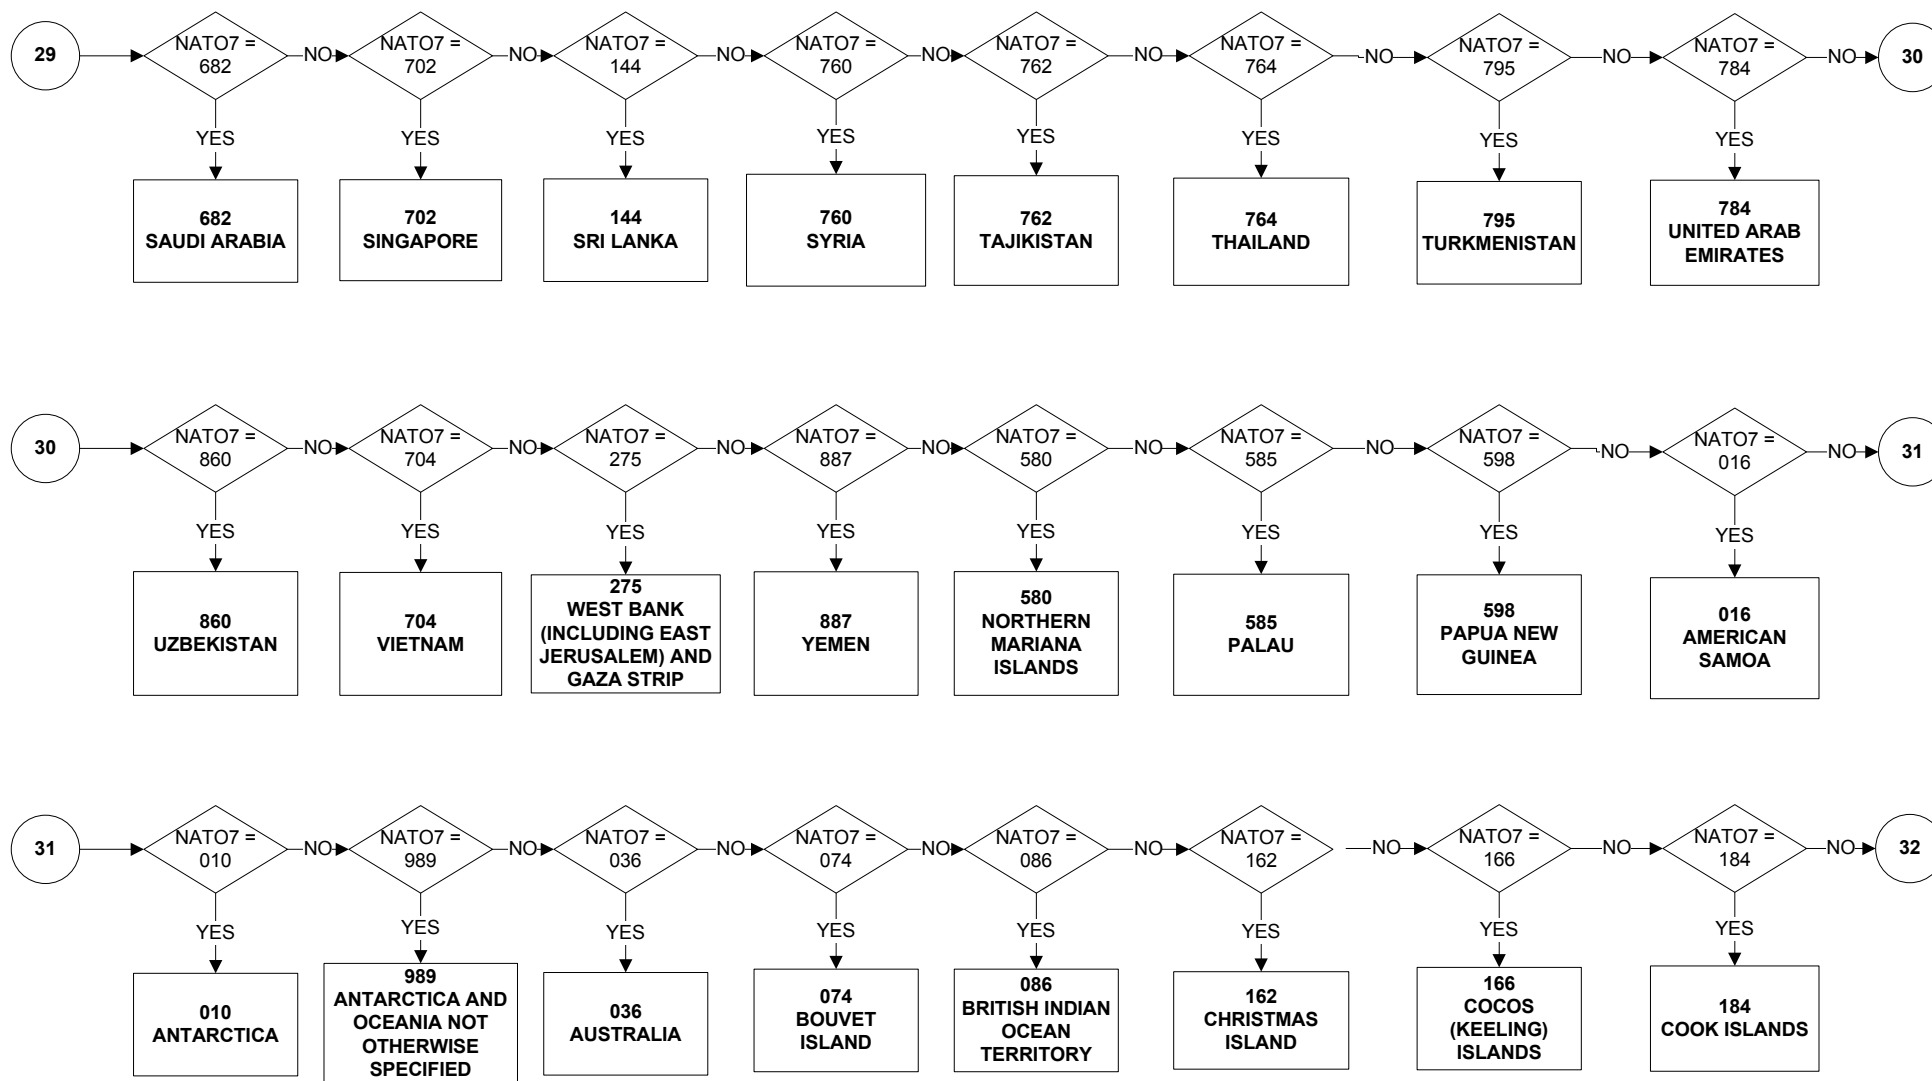 29
NATO7 =
682
NO
NATO7 =
702
NO
NATO7 =
144
NO
NATO7 =
760
NO
NATO7 =
762
NO
NATO7 =
764
NO
NATO7 =
795
NO
NATO7 =
784
NO
30
YES
YES
YES
YES
YES
YES
YES
YES
682
SAUDI ARABIA
702
SINGAPORE
144
SRI LANKA
760
SYRIA
762
TAJIKISTAN
764
THAILAND
795
TURKMENISTAN
784
UNITED ARAB
EMIRATES
30
NATO7 =
860
NO
NATO7 =
704
NO
NATO7 =
275
NO
NATO7 =
887
NO
NATO7 =
580
NO
NATO7 =
585
NO
NATO7 =
598
NO
NATO7 =
016
NO
31
YES
YES
YES
YES
YES
YES
YES
YES
860
UZBEKISTAN
704
VIETNAM
275
WEST BANK
(INCLUDING EAST
JERUSALEM) AND
GAZA STRIP
887
YEMEN
580
NORTHERN
MARIANA
ISLANDS
585
PALAU
598
PAPUA NEW
GUINEA
016
AMERICAN
SAMOA
31
NATO7 =
010
NO
NATO7 =
989
NO
NATO7 =
036
NO
NATO7 =
074
NO
NATO7 =
086
NO
NATO7 =
162
NO
NATO7 =
166
NO
NATO7 =
184
NO
32
YES
YES
YES
YES
YES
YES
YES
YES
010
ANTARCTICA
989
ANTARCTICA AND
OCEANIA NOT
OTHERWISE
SPECIFIED
036
AUSTRALIA
074
BOUVET
ISLAND
086
BRITISH INDIAN
OCEAN
TERRITORY
162
CHRISTMAS
ISLAND
166
COCOS
(KEELING)
ISLANDS
184
COOK ISLANDS